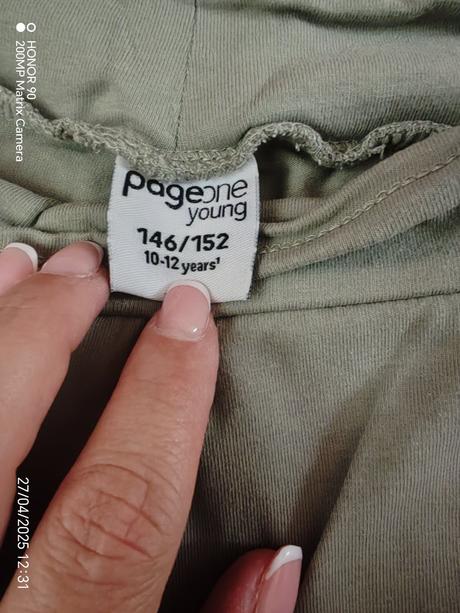 pageone
young
146/152
10-12 years¹
HONOR 90
200MP Matrix Camera
27/04/2025 12:31